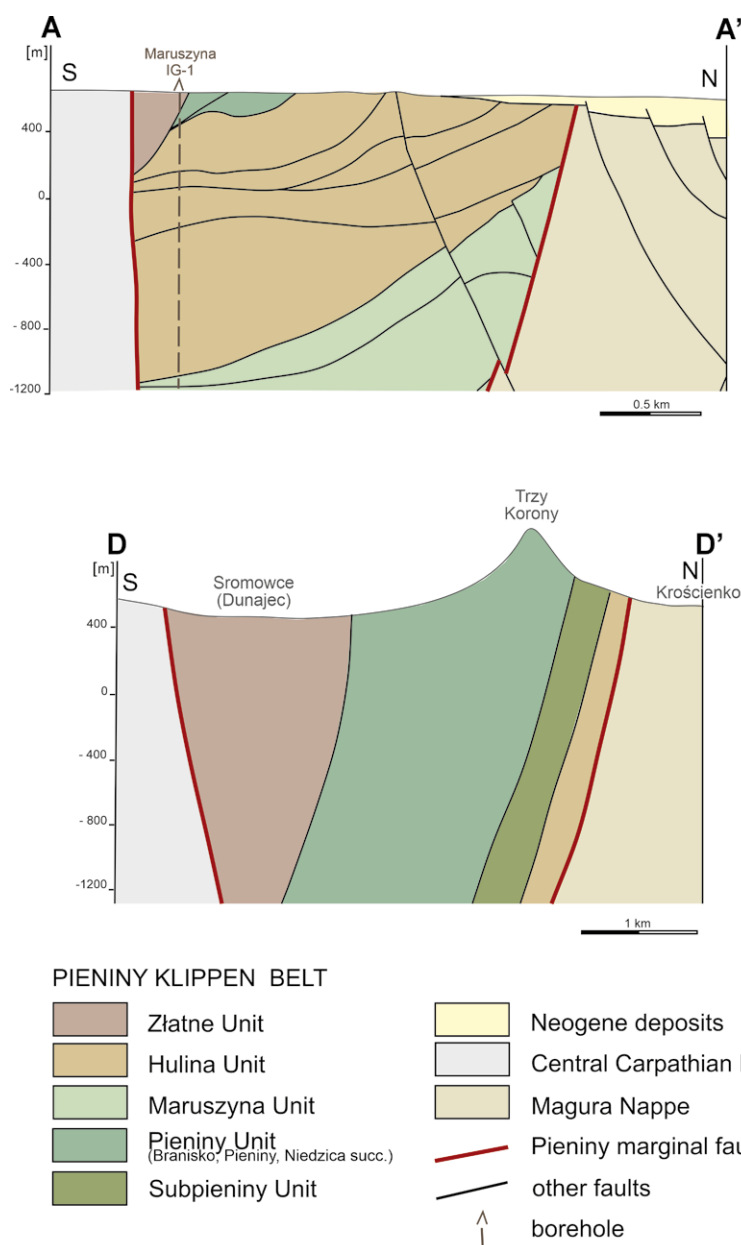 A A'
Maruszyna
IG-1
[m]
S N
400
0
- 400
- 800
-1200
0.5 km
Trzy
Korony
D D'
[m]
S N
Sromowce
(Dunajec)
Krościenko
400
0
- 400
- 800
-1200
1 km
PIENINY KLIPPEN BELT
Złatne Unit
Hulina Unit
Maruszyna Unit
Pieniny Unit
(Branisko, Pieniny, Niedzica succ.)
Subpieniny Unit
Neogene deposits
Central Carpathian
Magura Nappe
Pieniny marginal fau
other faults
borehole